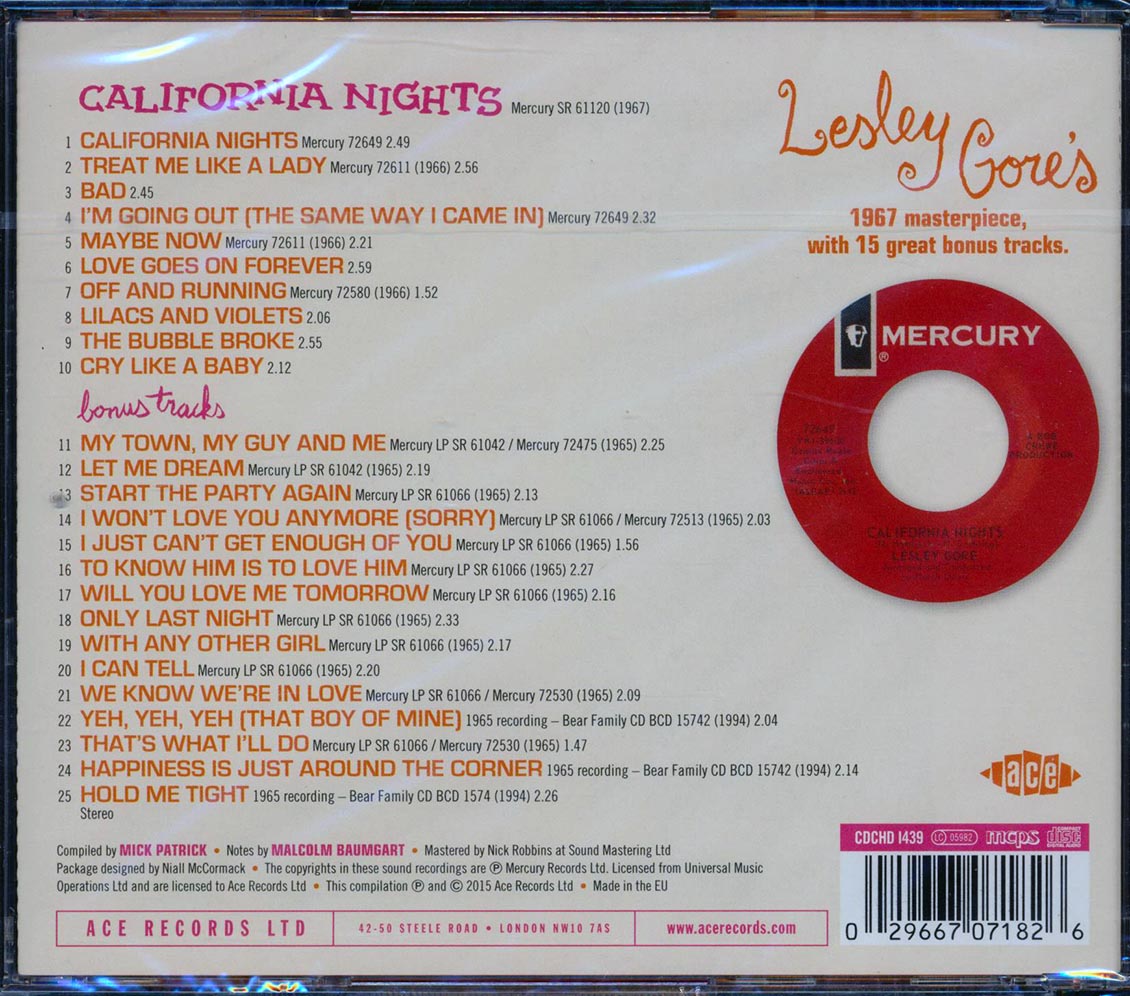 CALIFORNIA NIGHTS Mercury SR 61120 (1967)
1 CALIFORNIA NIGHTS Mercury 72649 2.49
2 TREAT ME LIKE A LADY Mercury 72611 (1966) 2.56
3 BAD 2.45
4 I'M GOING OUT (THE SAME WAY I CAME IN) Mercury 72649 2.32
5 MAYBE NOW Mercury 72611 (1966) 2.21
6 LOVE GOES ON FOREVER 2.59
7 OFF AND RUNNING Mercury 72580 (1966) 1.52
8 LILACS AND VIOLETS 2.06
9 THE BUBBLE BROKE 2.55
10 CRY LIKE A BABY 2.12
bonus tracks
11 MY TOWN, MY GUY AND ME Mercury LP SR 61042 / Mercury 72475 (1965) 2.25
12 LET ME DREAM Mercury LP SR 61042 (1965) 2.19
13 START THE PARTY AGAIN Mercury LP SR 61066 (1965) 2.13
14 I WON'T LOVE YOU ANYMORE (SORRY) Mercury LP SR 61066 / Mercury 72513 (1965) 2.03
15 I JUST CAN'T GET ENOUGH OF YOU Mercury LP SR 61066 (1965) 1.56
16 TO KNOW HIM IS TO LOVE HIM Mercury LP SR 61066 (1965) 2.27
17 WILL YOU LOVE ME TOMORROW Mercury LP SR 61066 (1965) 2.16
18 ONLY LAST NIGHT Mercury LP SR 61066 (1965) 2.33
19 WITH ANY OTHER GIRL Mercury LP SR 61066 (1965) 2.17
20 I CAN TELL Mercury LP SR 61066 (1965) 2.20
21 WE KNOW WE'RE IN LOVE Mercury LP SR 61066 / Mercury 72530 (1965) 2.09
22 YEH, YEH, YEH (THAT BOY OF MINE) 1965 recording – Bear Family CD BCD 15742 (1994) 2.04
23 THAT'S WHAT I'LL DO Mercury LP SR 61066 / Mercury 72530 (1965) 1.47
24 HAPPINESS IS JUST AROUND THE CORNER 1965 recording – Bear Family CD BCD 15742 (1994) 2.14
25 HOLD ME TIGHT 1965 recording – Bear Family CD BCD 1574 (1994) 2.26
Stereo
Lesley Gore's
1967 masterpiece,
with 15 great bonus tracks.
MERCURY
®
72649
A BOB
CREWE
PRODUCTION
CALIFORNIA NIGHTS
LESLEY GORE
ace
Compiled by MICK PATRICK • Notes by MALCOLM BAUMGART • Mastered by Nick Robbins at Sound Mastering Ltd
Package designed by Niall McCormack • The copyrights in these sound recordings are ℗ Mercury Records Ltd. Licensed from Universal Music
Operations Ltd and are licensed to Ace Records Ltd • This compilation ℗ and © 2015 Ace Records Ltd • Made in the EU
ACE RECORDS LTD
42-50 STEELE ROAD • LONDON NW10 7AS
www.acerecords.com
CDCHD 1439 LC 05982 mcps COMPACT disc DIGITAL AUDIO
0 29667 07182 6